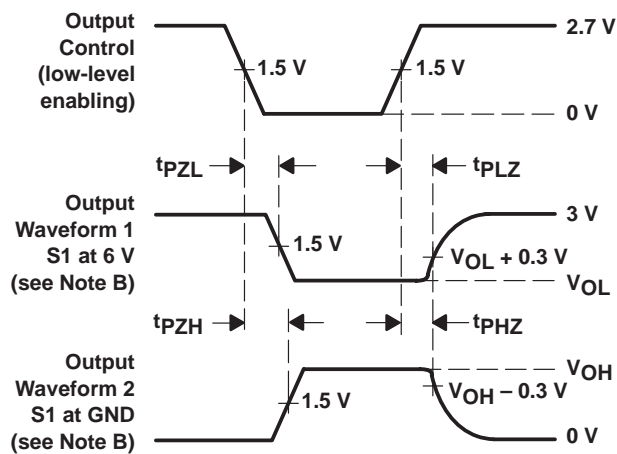 Output
Control
(low-level
enabling)
2.7 V
1.5 V
1.5 V
0 V
tPZL
tPLZ
Output
Waveform 1
S1 at 6 V
(see Note B)
3 V
1.5 V
VOL + 0.3 V
VOL
tPZH
tPHZ
Output
Waveform 2
S1 at GND
(see Note B)
VOH
1.5 V
VOH – 0.3 V
0 V